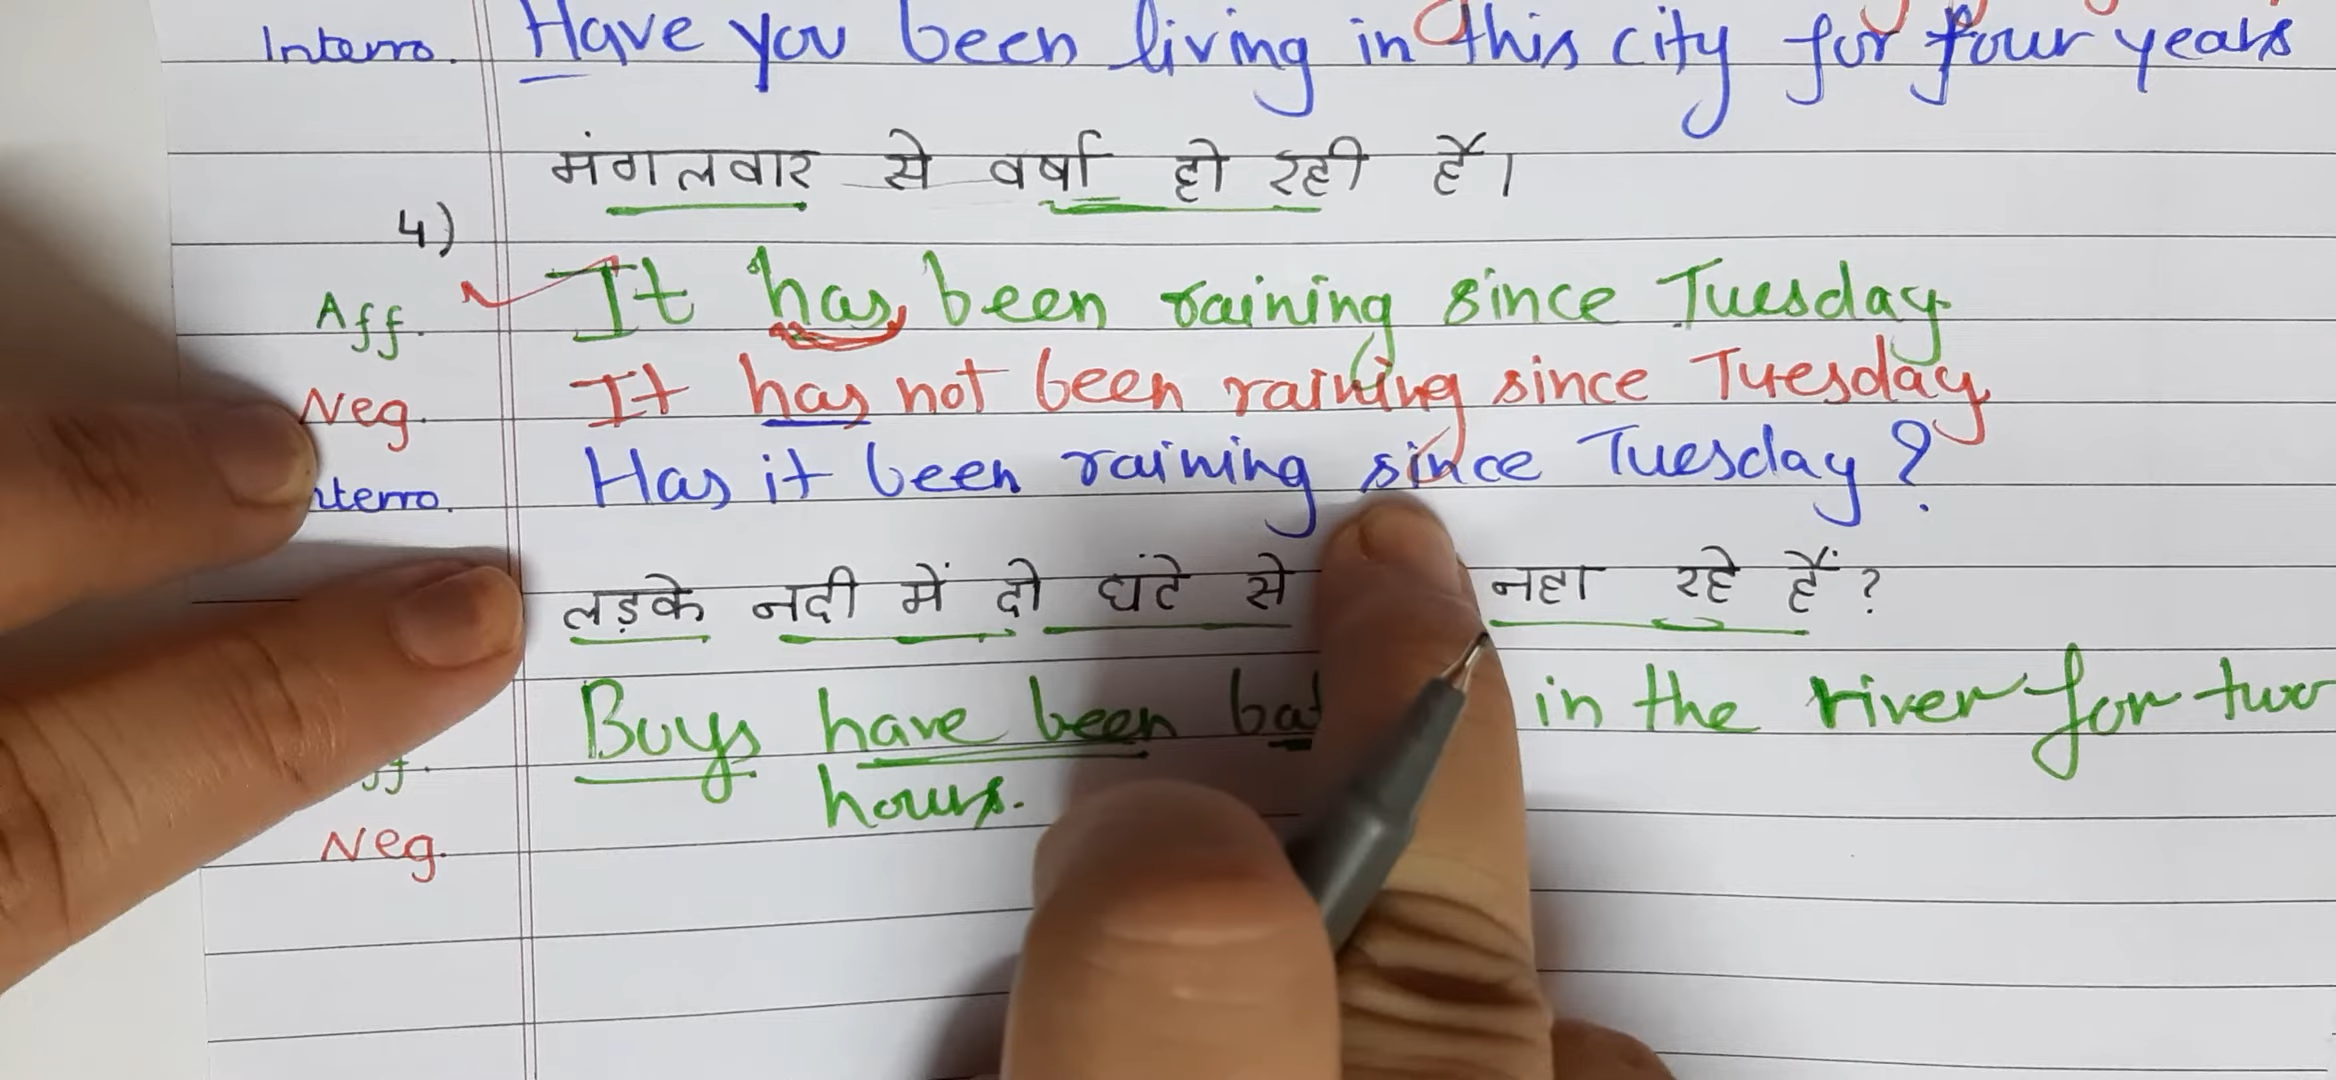 Interro. Have you been living in this city for four years
मंगलवार से वर्षा हो रही है।
4)
Aff. It has been raining since Tuesday.
Neg. It has not been raining since Tuesday
Has it been raining since Tuesday ?
लड़के नदी में दो घंटे से नहा रहे हैं ?
Boys have been in the river for two
hours.
Neg.